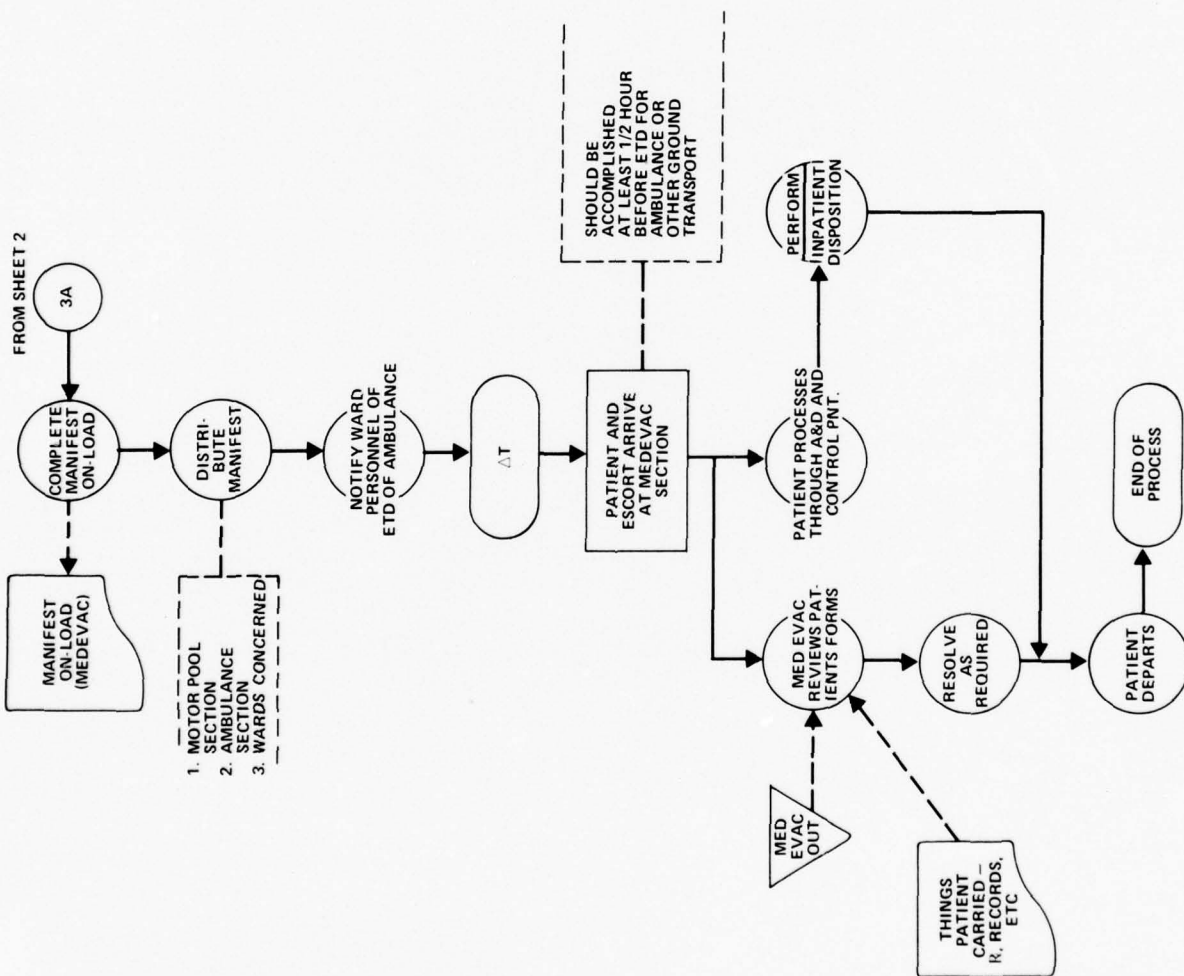 FROM SHEET 2
3A
COMPLETE
MANIFEST
ON-LOAD
MANIFEST
ON-LOAD
(MEDEVAC)
DISTRI-
BUTE
MANIFEST
1. MOTOR POOL
SECTION
2. AMBULANCE
SECTION
3. WARDS CONCERNED
NOTIFY WARD
PERSONNEL OF
ETD OF AMBULANCE
△T
PATIENT AND
ESCORT ARRIVE
AT MEDEVAC
SECTION
SHOULD BE
ACCOMPLISHED
AT LEAST 1/2 HOUR
BEFORE ETD FOR
AMBULANCE OR
OTHER GROUND
TRANSPORT
PATIENT PROCESSES
THROUGH A&D AND
CONTROL PNT.
PERFORM
INPATIENT
DISPOSITION
MED EVAC
REVIEWS PAT-
IENTS FORMS
MED
EVAC
OUT
THINGS
PATIENT
CARRIED –
R, RECORDS,
ETC
RESOLVE
AS
REQUIRED
PATIENT
DEPARTS
END OF
PROCESS